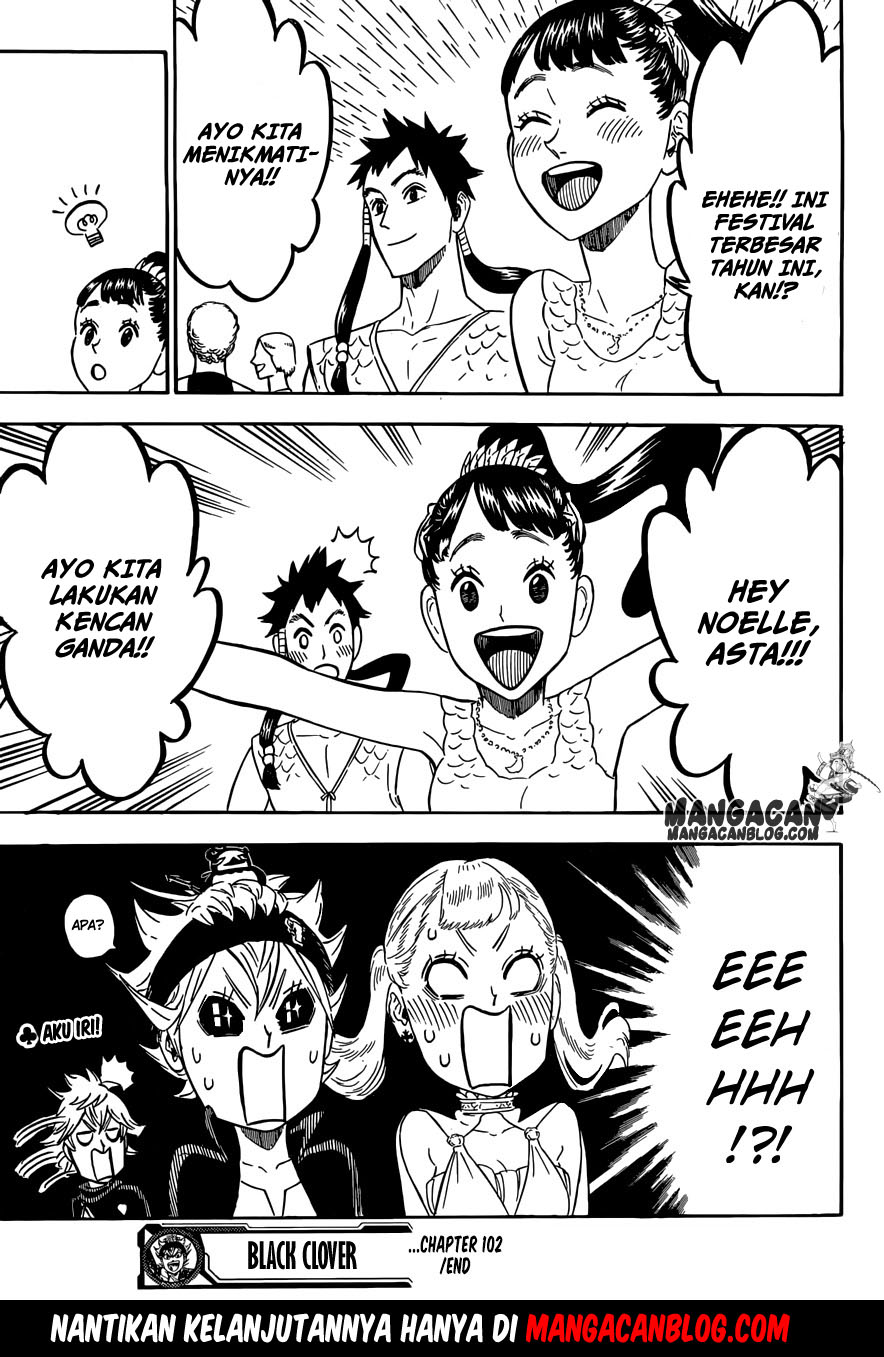 EHEHE!! INI
FESTIVAL
TERBESAR
TAHUN INI,
KAN!?
AYO KITA
MENIKMATI-
NYA!!
HEY
NOELLE,
ASTA!!!
AYO KITA
LAKUKAN
KENCAN
GANDA!!
MANGACAN
MANGACANBLOG.COM
EEE
EEH
HHH
!?!
APA?
AKU IRI!
BLACK CLOVER
...CHAPTER 102
/END
NANTIKAN KELANJUTANNYA HANYA DI MANGACANBLOG.COM